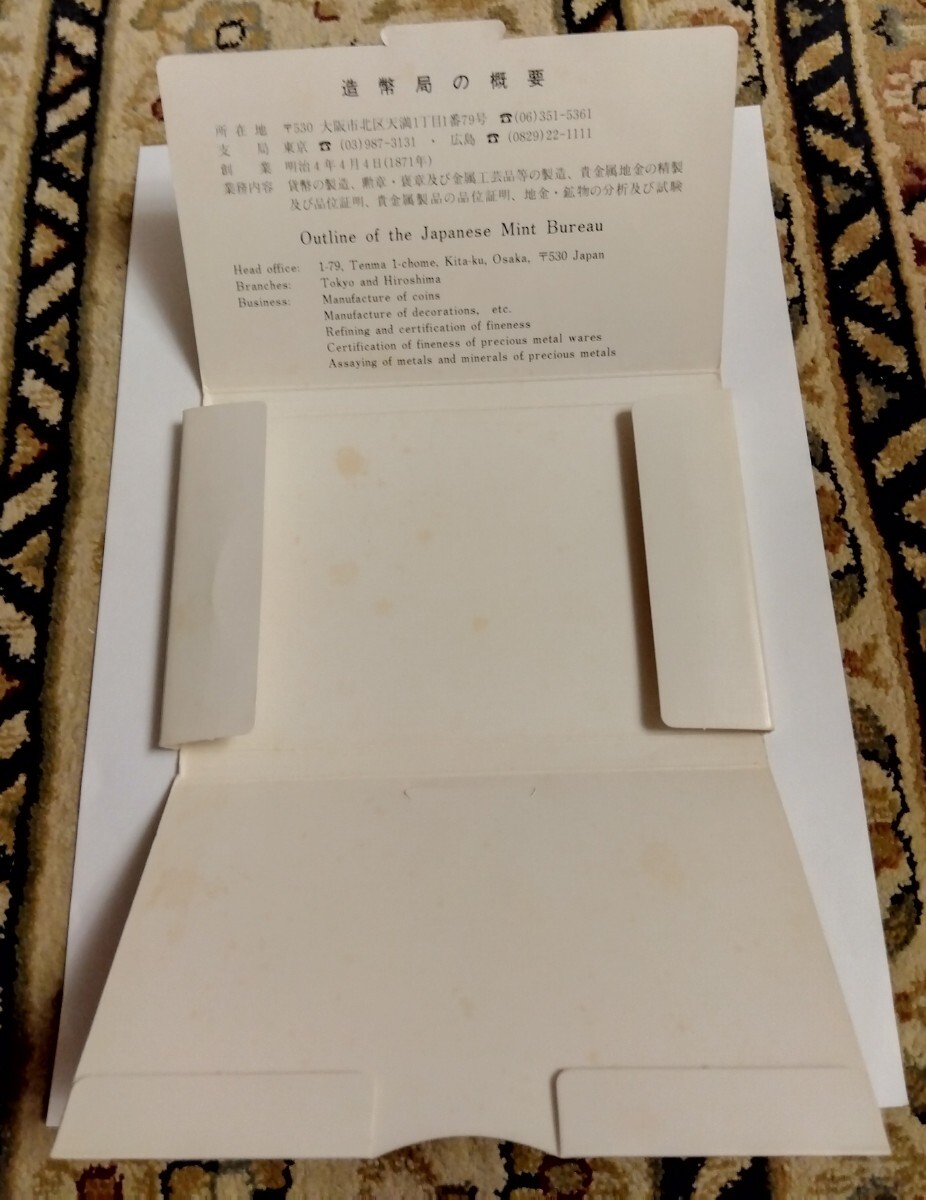 造幣局の概要
所在地 〒530 大阪市北区天満1丁目1番79号 ☎(06)351-5361
支局 東京 ☎ (03)987-3131 ・ 広島 ☎ (0829)22-1111
創業 明治4年4月4日(1871年)
業務内容 貨幣の製造、勲章・褒章及び金属工芸品等の製造、貴金属地金の精製
及び品位証明、貴金属製品の品位証明、地金・鉱物の分析及び試験
Outline of the Japanese Mint Bureau
Head office: 1-79, Tenma 1-chome, Kita-ku, Osaka, 〒530 Japan
Branches: Tokyo and Hiroshima
Business: Manufacture of coins
Manufacture of decorations, etc.
Refining and certification of fineness
Certification of fineness of precious metal wares
Assaying of metals and minerals of precious metals